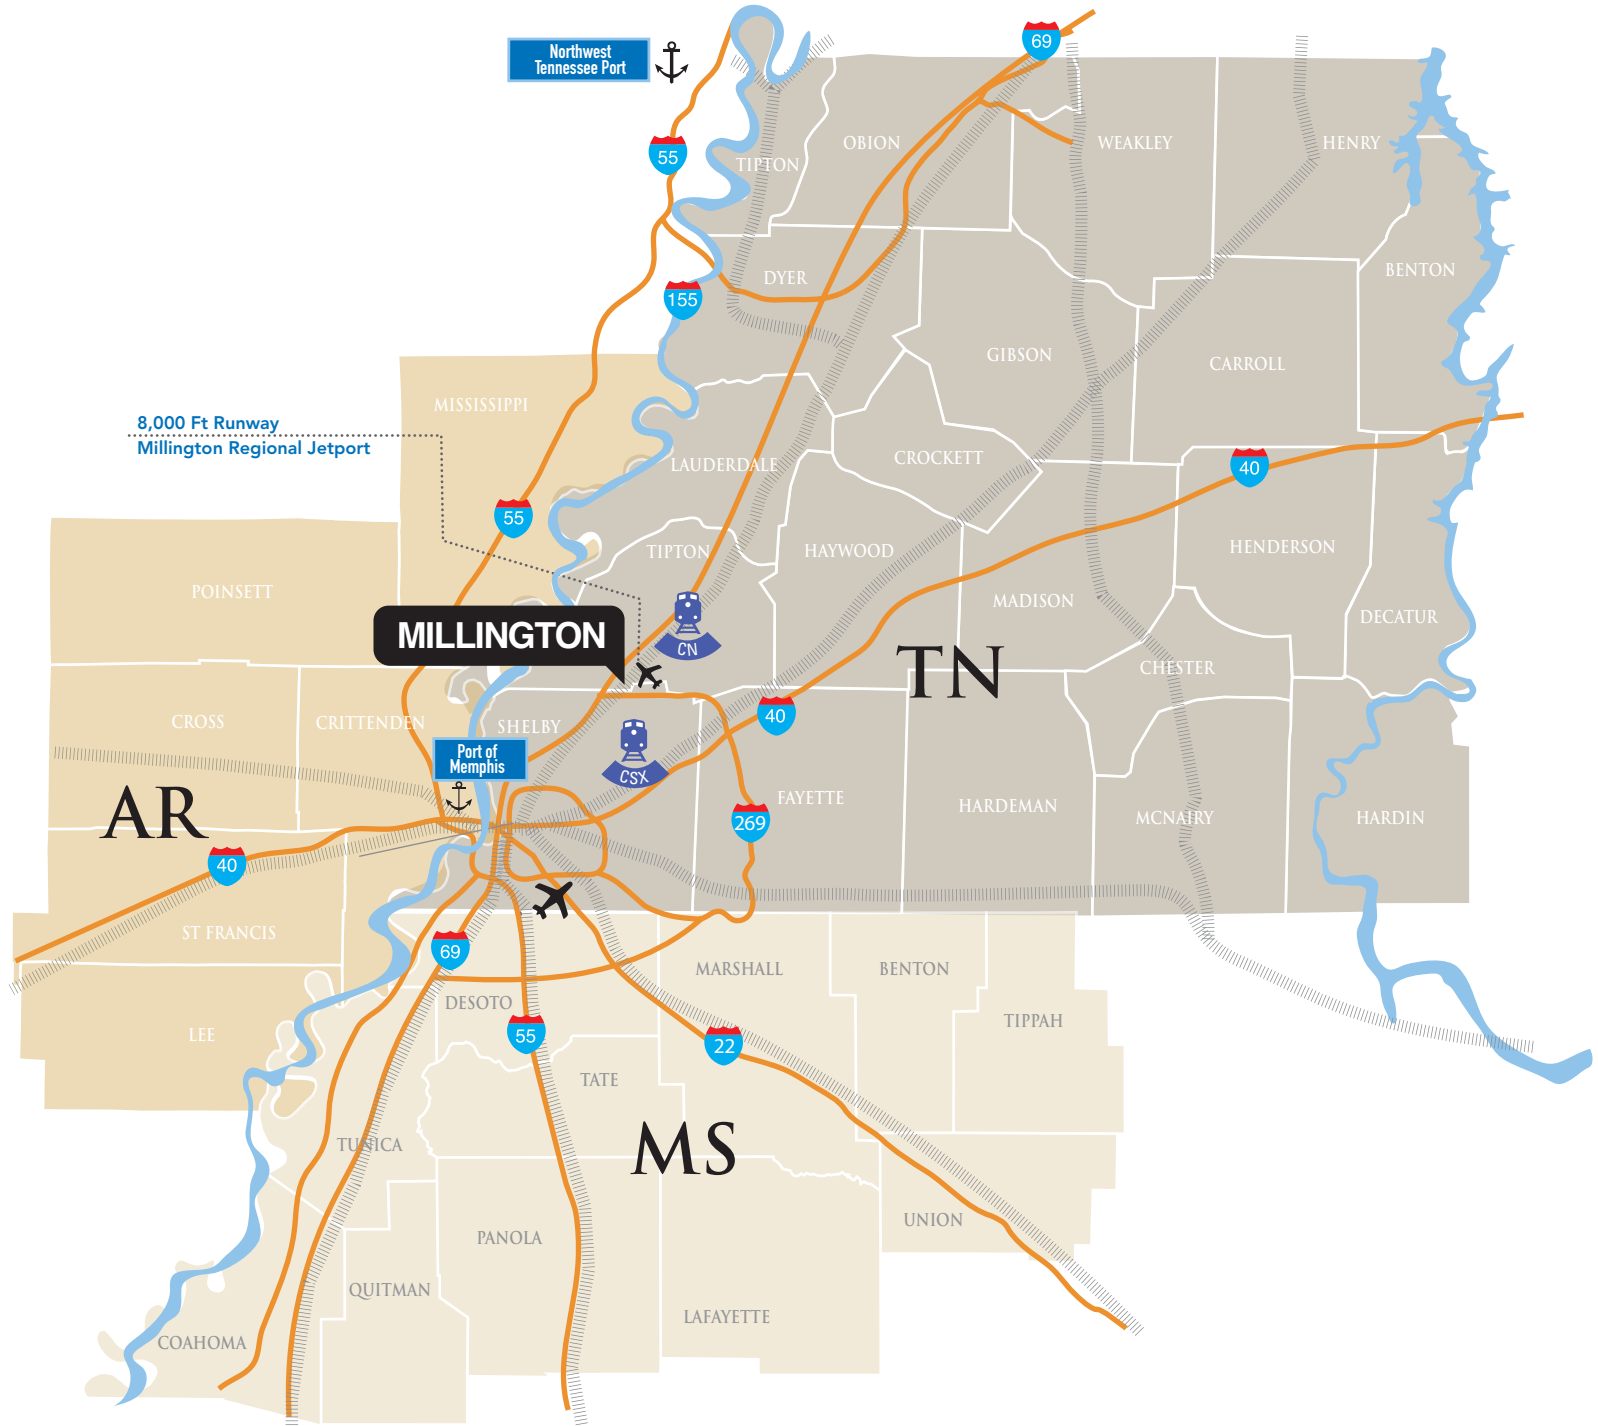 69
Northwest
Tennessee Port
55
TIPTON
OBION
WEAKLEY
HENRY
155
DYER
BENTON
GIBSON
CARROLL
MISSISSIPPI
8,000 Ft Runway
Millington Regional Jetport
LAUDERDALE
CROCKETT
40
55
TIPTON
HAYWOOD
HENDERSON
POINSETT
MADISON
DECATUR
MILLINGTON
CN
TN
CHESTER
CROSS
CRITTENDEN
SHELBY
40
Port of
Memphis
CSX
AR
FAYETTE
269
HARDEMAN
MCNAIRY
HARDIN
40
ST FRANCIS
69
MARSHALL
BENTON
DESOTO
TIPPAH
LEE
55
22
TATE
TUNICA
MS
PANOLA
UNION
QUITMAN
LAFAYETTE
COAHOMA